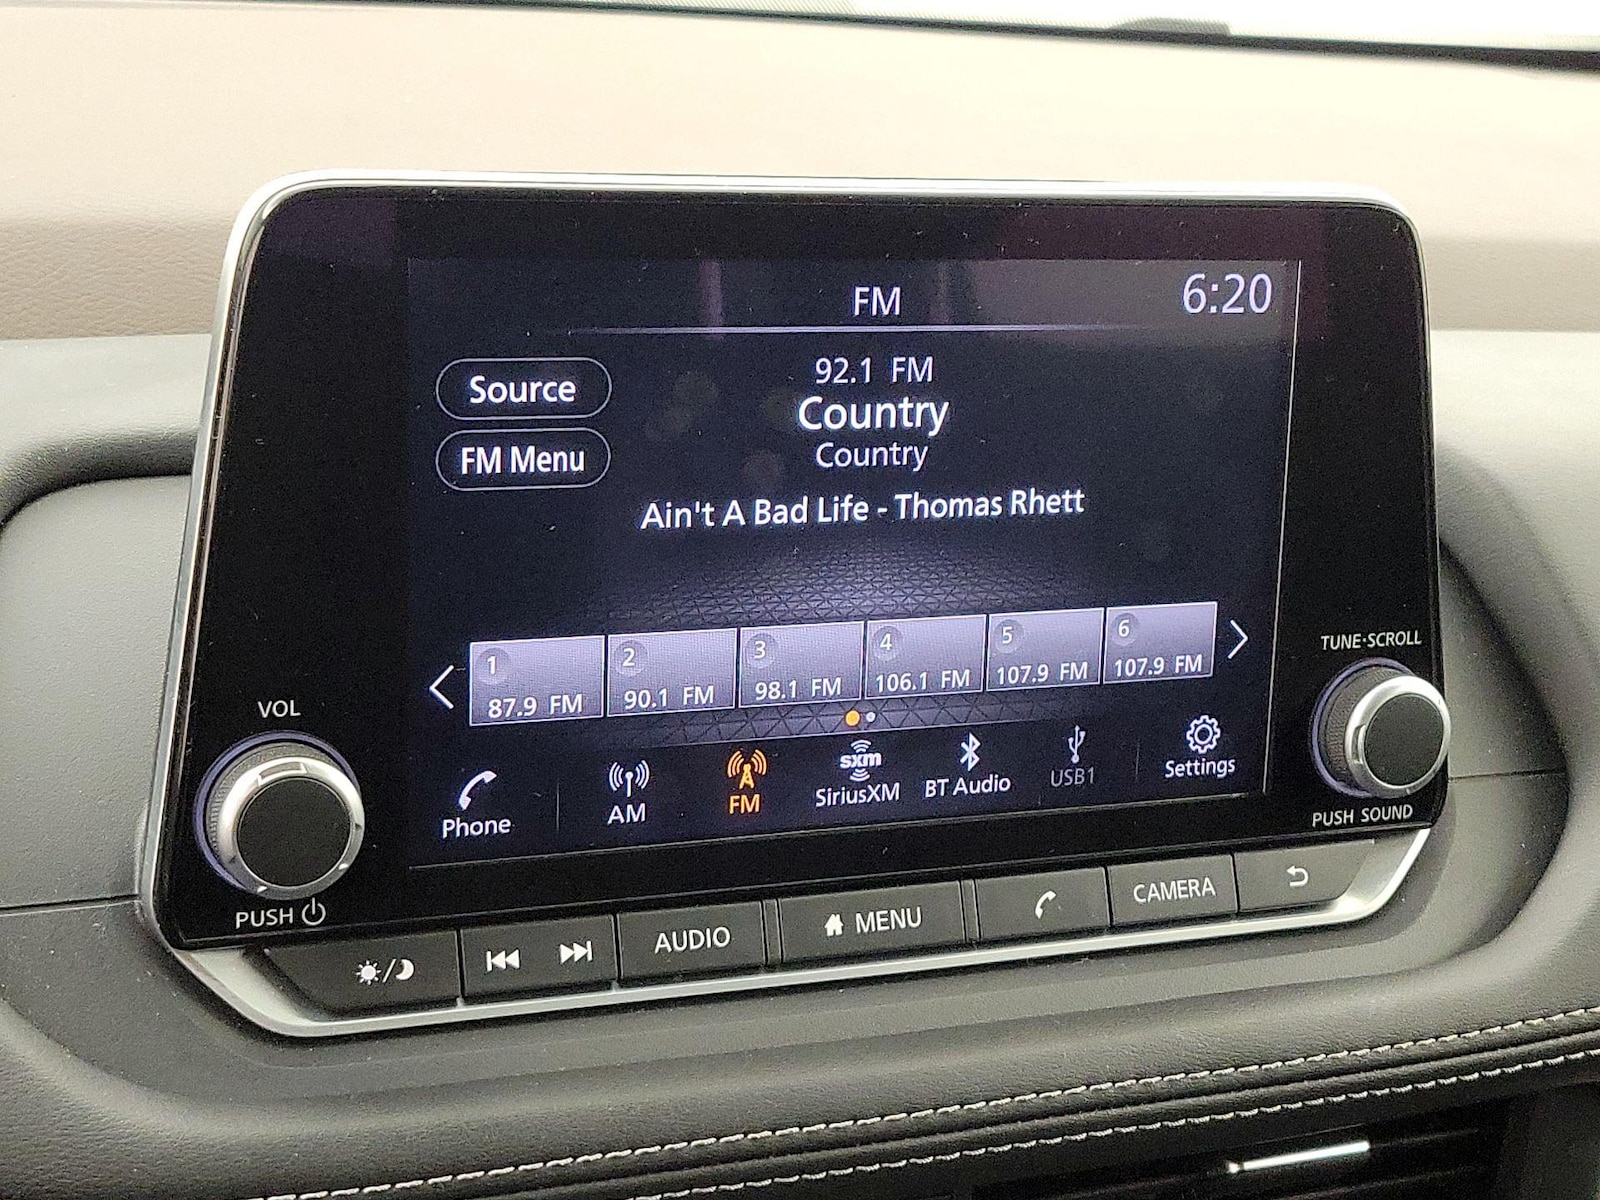 FM
6:20
Source
FM Menu
92.1 FM
Country
Country
Ain't A Bad Life - Thomas Rhett
1
87.9 FM
2
90.1 FM
3
98.1 FM
4
106.1 FM
5
107.9 FM
6
107.9 FM
Phone
AM
FM
sxm
SiriusXM
BT Audio
USB1
Settings
VOL
PUSH
TUNE·SCROLL
PUSH SOUND
AUDIO
MENU
CAMERA